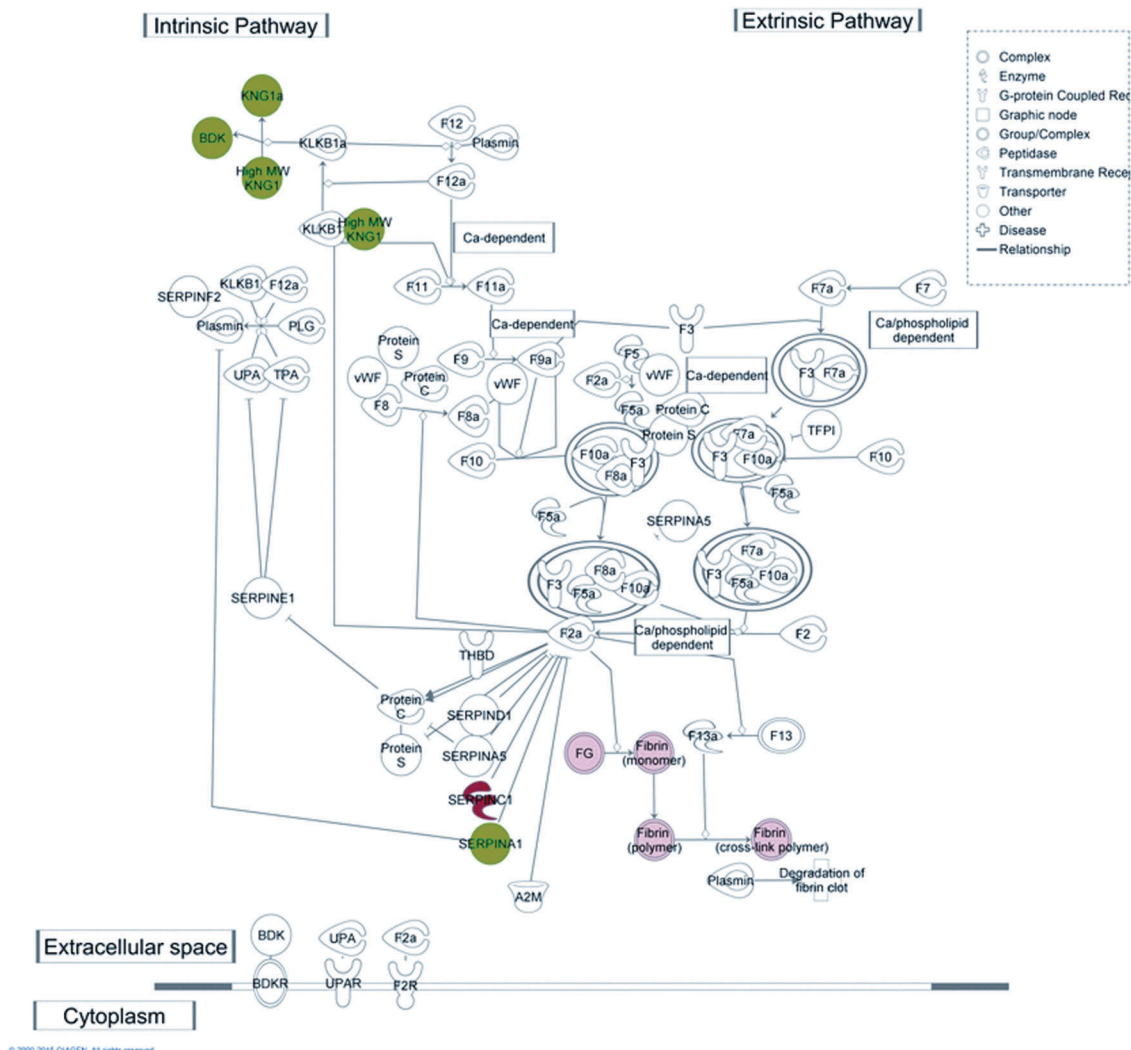 Intrinsic Pathway
Extrinsic Pathway
Complex
Enzyme
G-protein Coupled Rec
Graphic node
Group/Complex
Peptidase
Transmembrane Rece
Transporter
Other
Disease
Relationship
KNG1a
BDK
High MW
KNG1
KLKB1a
F12
Plasmin
F12a
KLKB1
High MW
KNG1
Ca-dependent
F11
F11a
SERPINF2
KLKB1
F12a
Plasmin
PLG
UPA
TPA
Ca-dependent
F3
F7a
F7
Ca/phospholipid
dependent
Protein
S
vWF
Protein
C
F8
F9
F9a
vWF
F8a
F10
F5
vWF
F2a
Ca-dependent
F5a
Protein C
Protein S
F3
F7a
TFPI
F10a
F3
F8a
F7a
F3
F10a
F10
F5a
F5a
SERPINA5
F3
F8a
F5a
F10a
F7a
F3
F5a
F10a
SERPINE1
F2a
Ca/phospholipid
dependent
F2
THBD
Protein
C
Protein
S
SERPIND1
SERPINA5
SERPINC1
SERPINA1
A2M
FG
Fibrin
(monomer)
F13a
F13
Fibrin
(polymer)
Fibrin
(cross-link polymer)
Plasmin
Degradation of
fibrin clot
Extracellular space
BDK
UPA
F2a
BDKR
UPAR
F2R
Cytoplasm
© 2000-2015 QIAGEN. All rights reserved.